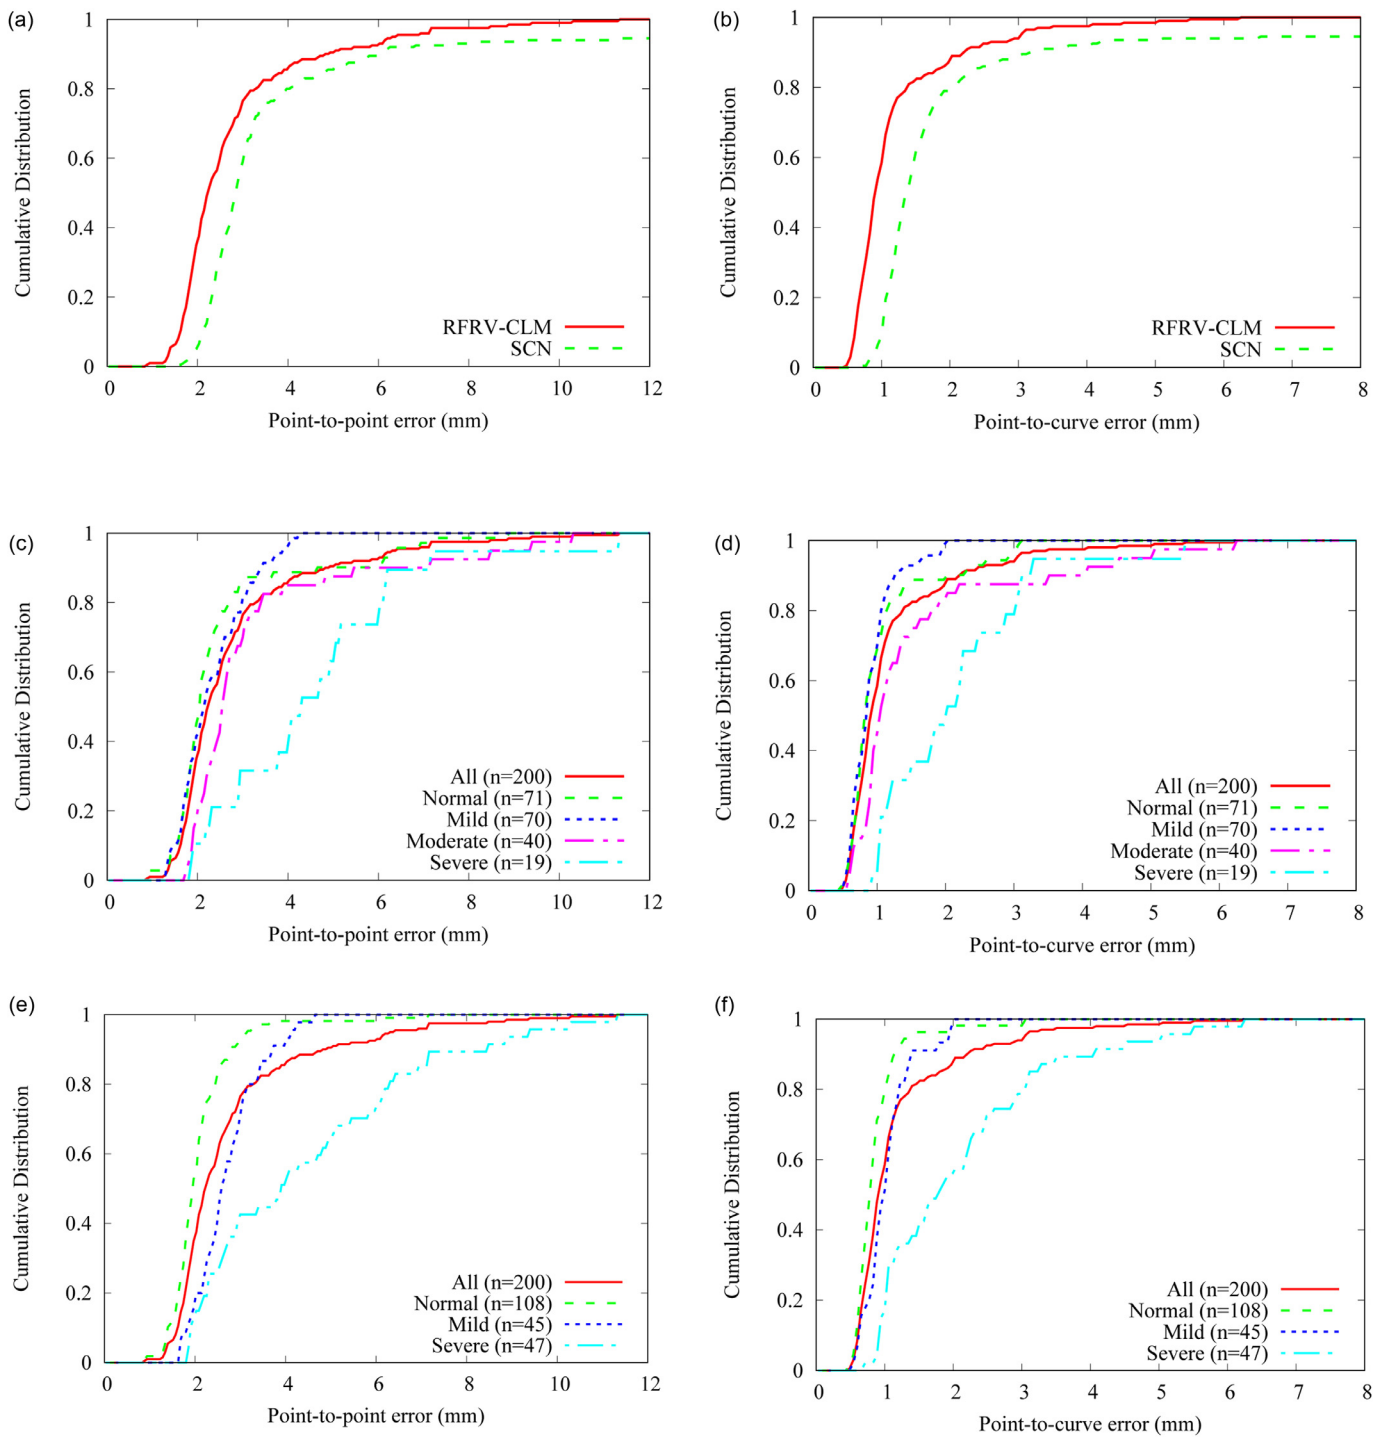 (a)
1
0.8
0.6
0.4
0.2
0
Cumulative Distribution
RFRV-CLM
SCN
0 2 4 6 8 10 12
Point-to-point error (mm)
(b)
1
0.8
0.6
0.4
0.2
0
Cumulative Distribution
RFRV-CLM
SCN
0 1 2 3 4 5 6 7 8
Point-to-curve error (mm)
(c)
1
0.8
0.6
0.4
0.2
0
Cumulative Distribution
All (n=200)
Normal (n=71)
Mild (n=70)
Moderate (n=40)
Severe (n=19)
0 2 4 6 8 10 12
Point-to-point error (mm)
(d)
1
0.8
0.6
0.4
0.2
0
Cumulative Distribution
All (n=200)
Normal (n=71)
Mild (n=70)
Moderate (n=40)
Severe (n=19)
0 1 2 3 4 5 6 7 8
Point-to-curve error (mm)
(e)
1
0.8
0.6
0.4
0.2
0
Cumulative Distribution
All (n=200)
Normal (n=108)
Mild (n=45)
Severe (n=47)
0 2 4 6 8 10 12
Point-to-point error (mm)
(f)
1
0.8
0.6
0.4
0.2
0
Cumulative Distribution
All (n=200)
Normal (n=108)
Mild (n=45)
Severe (n=47)
0 1 2 3 4 5 6 7 8
Point-to-curve error (mm)